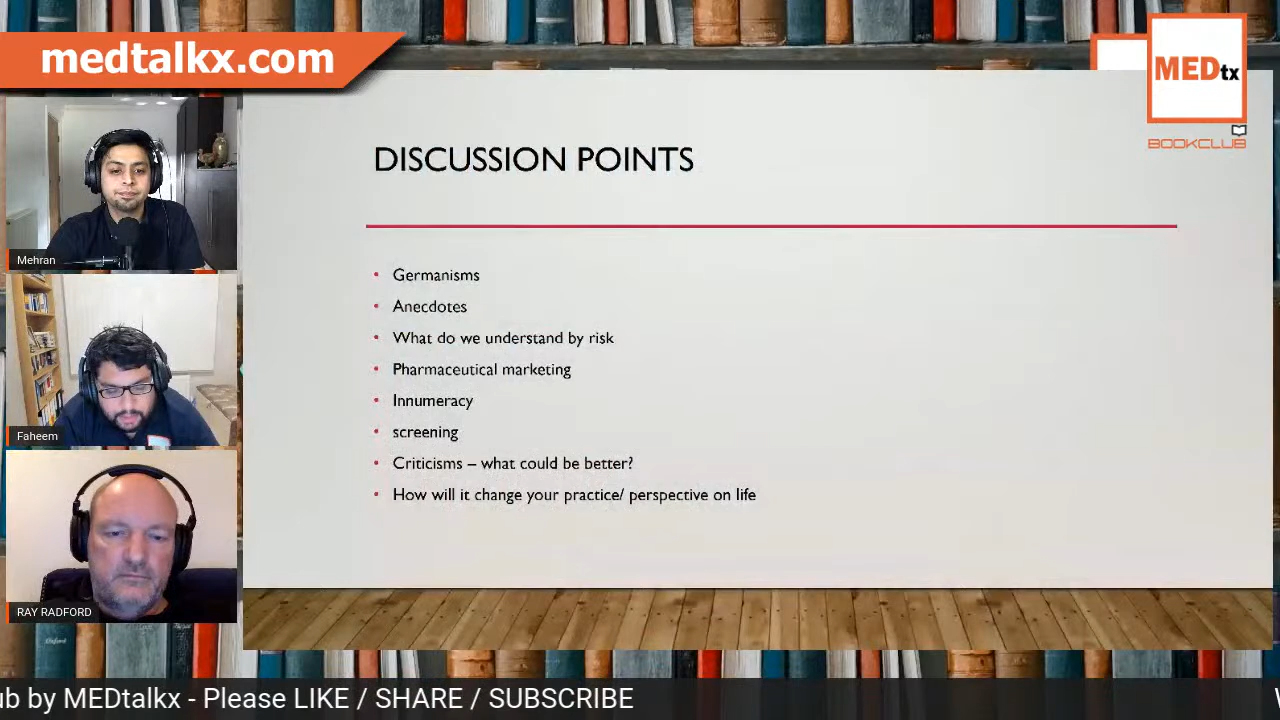 medtalkx.com
MEDtx
BOOKCLUB
Mehran
Faheem
RAY RADFORD
DISCUSSION POINTS
• Germanisms
• Anecdotes
• What do we understand by risk
• Pharmaceutical marketing
• Innumeracy
• screening
• Criticisms – what could be better?
• How will it change your practice/ perspective on life
ub by MEDtalkx - Please LIKE / SHARE / SUBSCRIBE